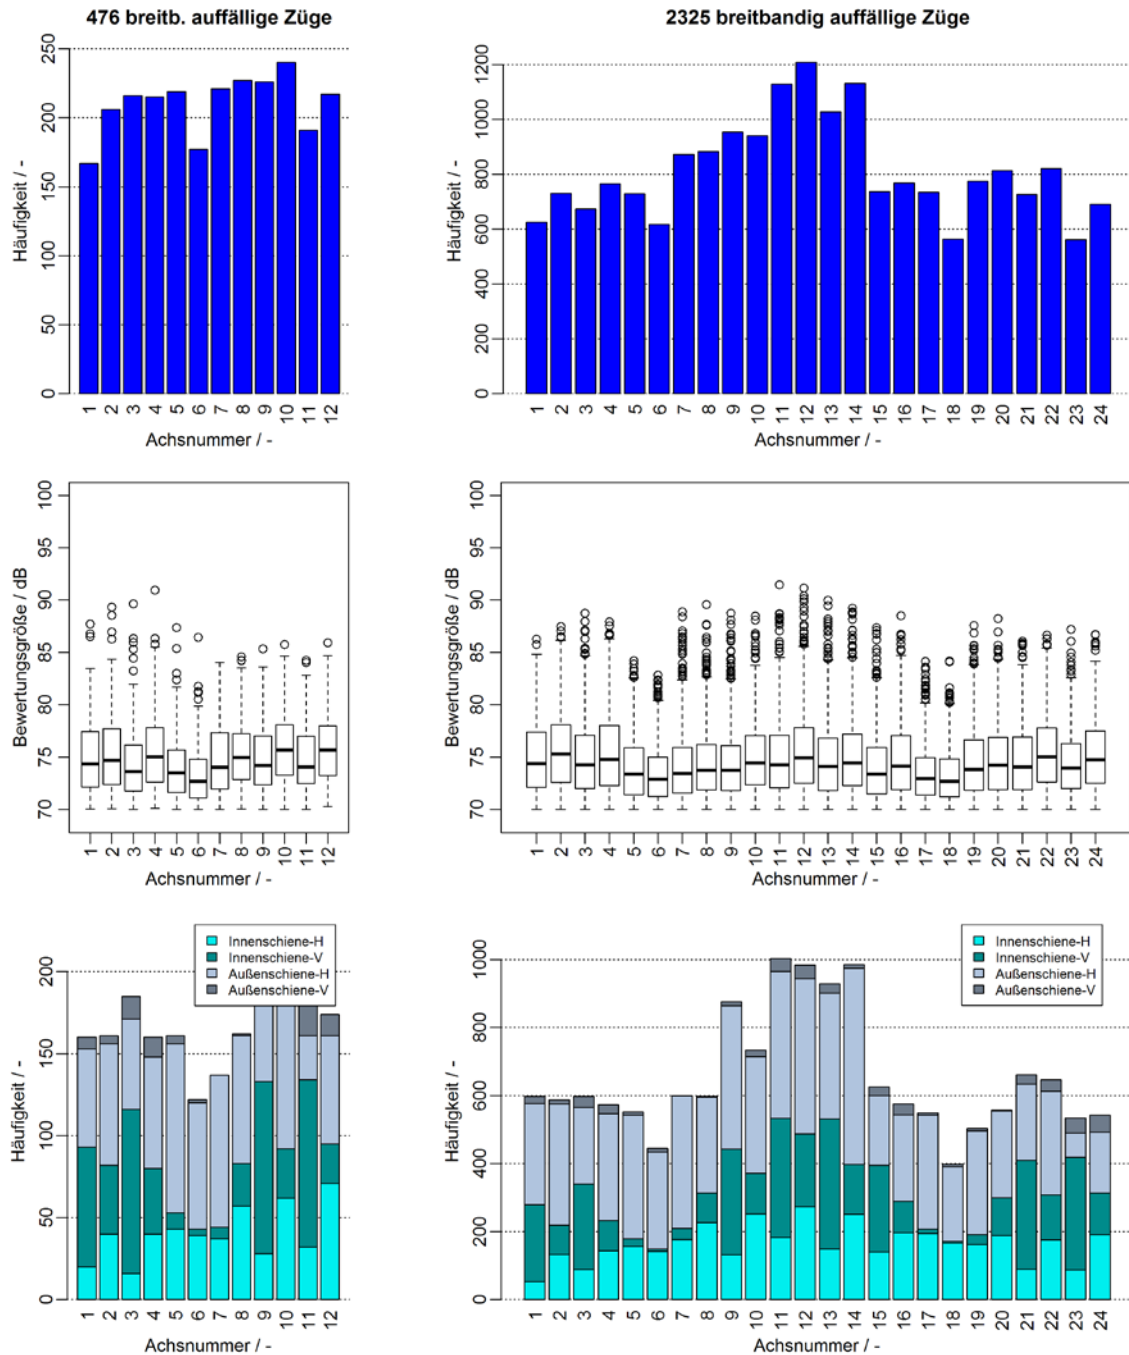 476 breitb. auffällige Züge
2325 breitbandig auffällige Züge
Häufigkeit / -
0 50 100 150 200 250
1 2 3 4 5 6 7 8 9 10 11 12
Achsnummer / -
Häufigkeit / -
0 200 400 600 800 1000 1200
1 2 3 4 5 6 7 8 9 10 11 12 13 14 15 16 17 18 19 20 21 22 23 24
Achsnummer / -
Bewertungsgröße / dB
70 75 80 85 90 95 100
1 2 3 4 5 6 7 8 9 10 11 12
Achsnummer / -
Bewertungsgröße / dB
70 75 80 85 90 95 100
1 2 3 4 5 6 7 8 9 10 11 12 13 14 15 16 17 18 19 20 21 22 23 24
Achsnummer / -
Innenschiene-H
Innenschiene-V
Außenschiene-H
Außenschiene-V
Häufigkeit / -
0 50 100 150 200
1 2 3 4 5 6 7 8 9 10 11 12
Achsnummer / -
Innenschiene-H
Innenschiene-V
Außenschiene-H
Außenschiene-V
Häufigkeit / -
0 200 400 600 800 1000
1 2 3 4 5 6 7 8 9 10 11 12 13 14 15 16 17 18 19 20 21 22 23 24
Achsnummer / -